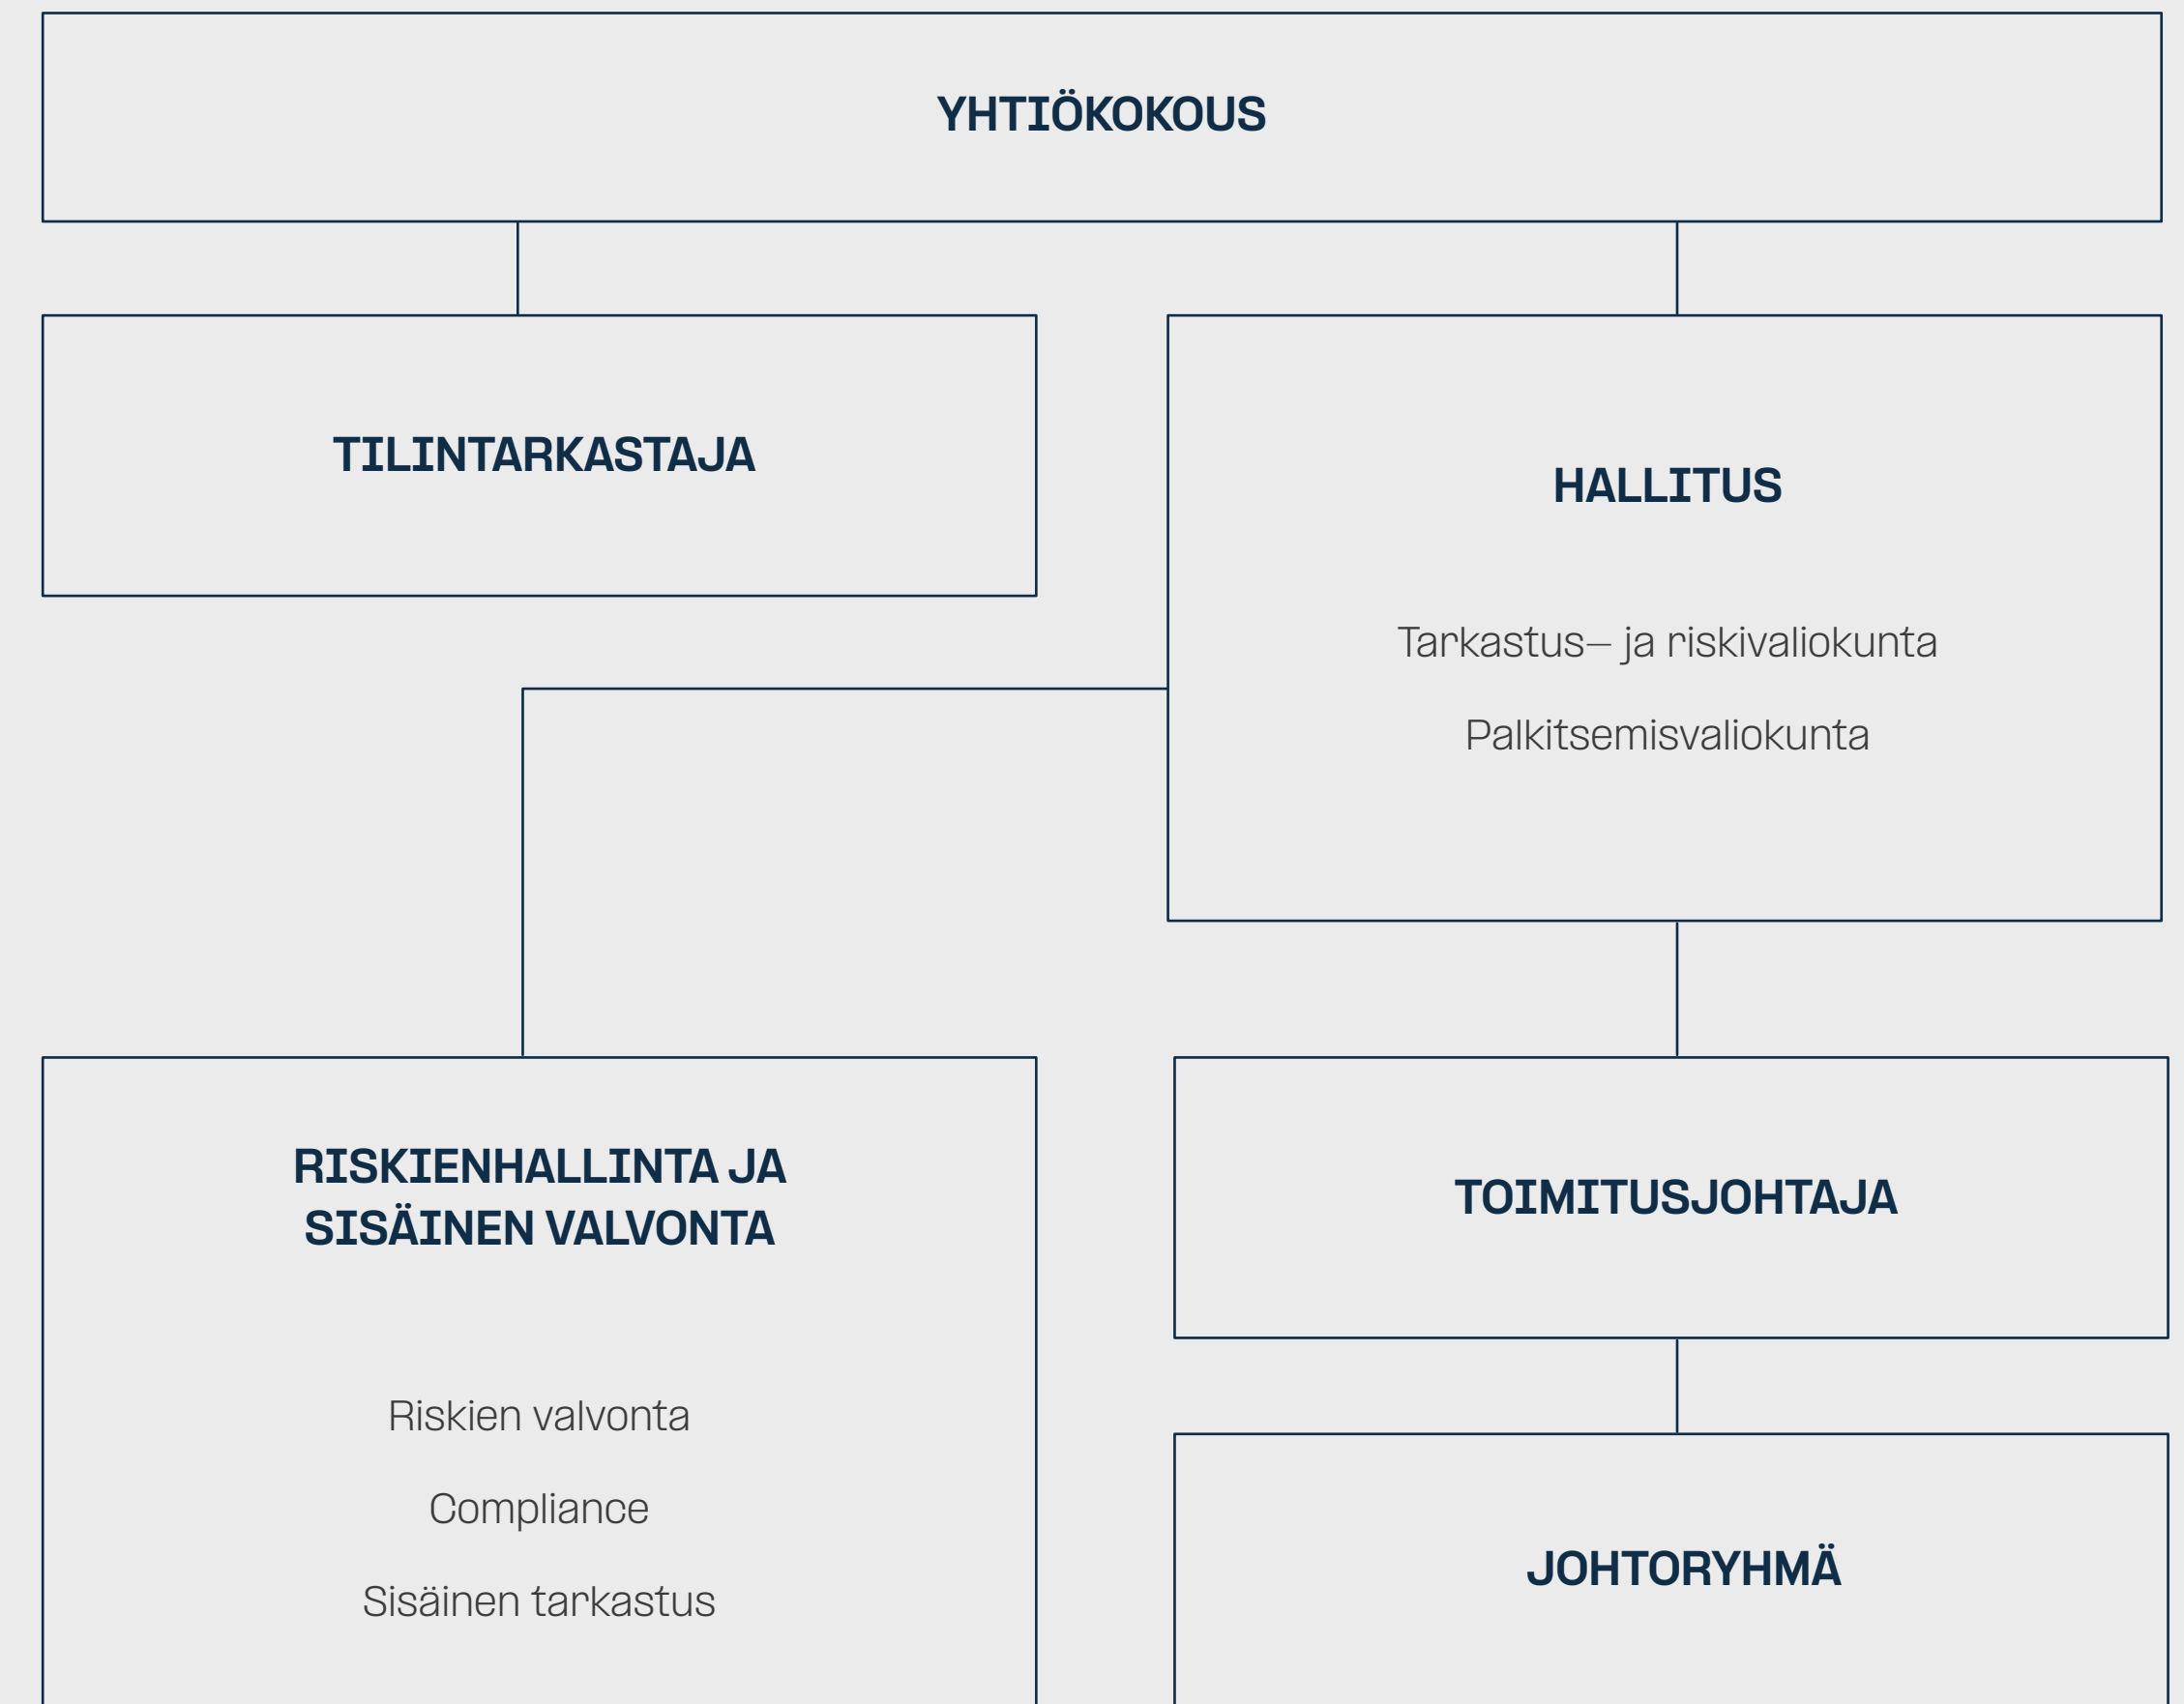 YHTIÖKOKOUS
TILINTARKASTAJA
HALLITUS
Tarkastus– ja riskivaliokunta
Palkitsemisvaliokunta
RISKIENHALLINTA JA
SISÄINEN VALVONTA
Riskien valvonta
Compliance
Sisäinen tarkastus
TOIMITUSJOHTAJA
JOHTORYHMÄ